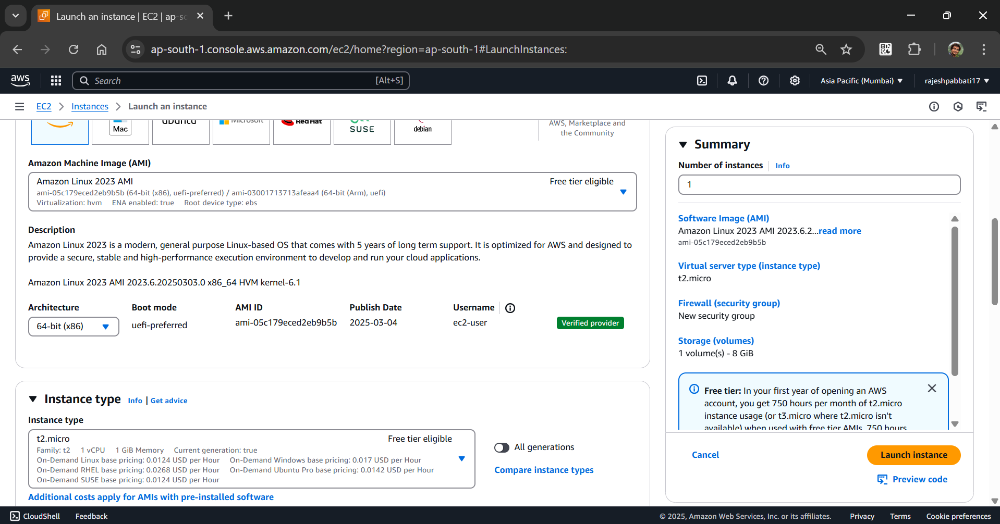 Launch an instance | EC2 | ap-so
ap-south-1.console.aws.amazon.com/ec2/home?region=ap-south-1#LaunchInstances:
aws
Search
[Alt+S]
Asia Pacific (Mumbai)
rajeshpabbati17
EC2
Instances
Launch an instance
Mac
ubuntu
Microsoft
Red Hat
SUSE
debian
AWS, Marketplace and
the Community
Amazon Machine Image (AMI)
Amazon Linux 2023 AMI
Free tier eligible
ami-05c179eced2eb9b5b (64-bit (x86), uefi-preferred) / ami-03001713713afeaa4 (64-bit (Arm), uefi)
Virtualization: hvm ENA enabled: true Root device type: ebs
Description
Amazon Linux 2023 is a modern, general purpose Linux-based OS that comes with 5 years of long term support. It is optimized for AWS and designed to
provide a secure, stable and high-performance execution environment to develop and run your cloud applications.
Amazon Linux 2023 AMI 2023.6.20250303.0 x86_64 HVM kernel-6.1
Architecture Boot mode AMI ID Publish Date Username
64-bit (x86) uefi-preferred ami-05c179eced2eb9b5b 2025-03-04 ec2-user Verified provider
Instance type Info | Get advice
Instance type
t2.micro Free tier eligible
Family: t2 1 vCPU 1 GiB Memory Current generation: true
On-Demand Linux base pricing: 0.0124 USD per Hour On-Demand Windows base pricing: 0.017 USD per Hour
On-Demand RHEL base pricing: 0.0268 USD per Hour On-Demand Ubuntu Pro base pricing: 0.0142 USD per Hour
On-Demand SUSE base pricing: 0.0124 USD per Hour
All generations
Compare instance types
Additional costs apply for AMIs with pre-installed software
Summary
Number of instances Info
1
Software Image (AMI)
Amazon Linux 2023 AMI 2023.6.2...read more
ami-05c179eced2eb9b5b
Virtual server type (instance type)
t2.micro
Firewall (security group)
New security group
Storage (volumes)
1 volume(s) - 8 GiB
Free tier: In your first year of opening an AWS
account, you get 750 hours per month of t2.micro
instance usage (or t3.micro where t2.micro isn't
available) when used with free tier AMIs, 750 hours
Cancel
Launch instance
Preview code
CloudShell Feedback
© 2025, Amazon Web Services, Inc. or its affiliates. Privacy Terms Cookie preferences